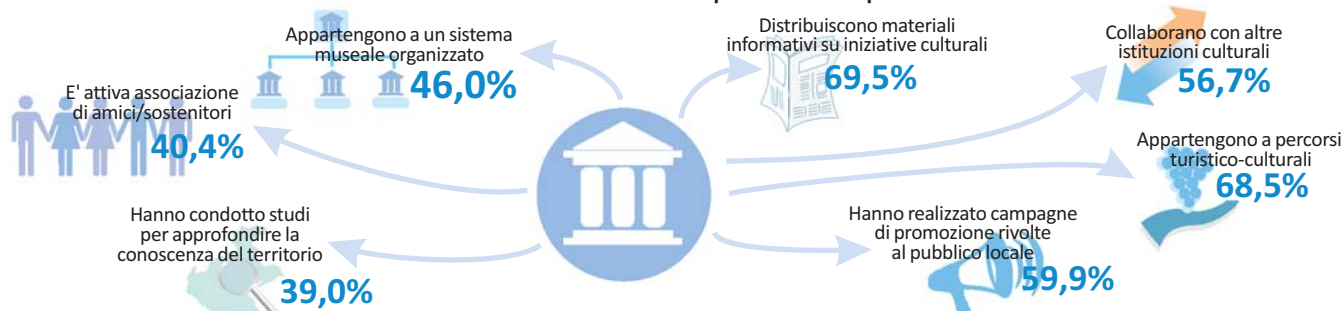 Appartengono a un sistema
museale organizzato
46,0%
Distribuiscono materiali
informativi su iniziative culturali
69,5%
Collaborano con altre
istituzioni culturali
56,7%
E' attiva associazione
di amici/sostenitori
40,4%
Appartengono a percorsi
turistico-culturali
68,5%
Hanno condotto studi
per approfondire la
conoscenza del territorio
39,0%
Hanno realizzato campagne
di promozione rivolte
al pubblico locale
59,9%